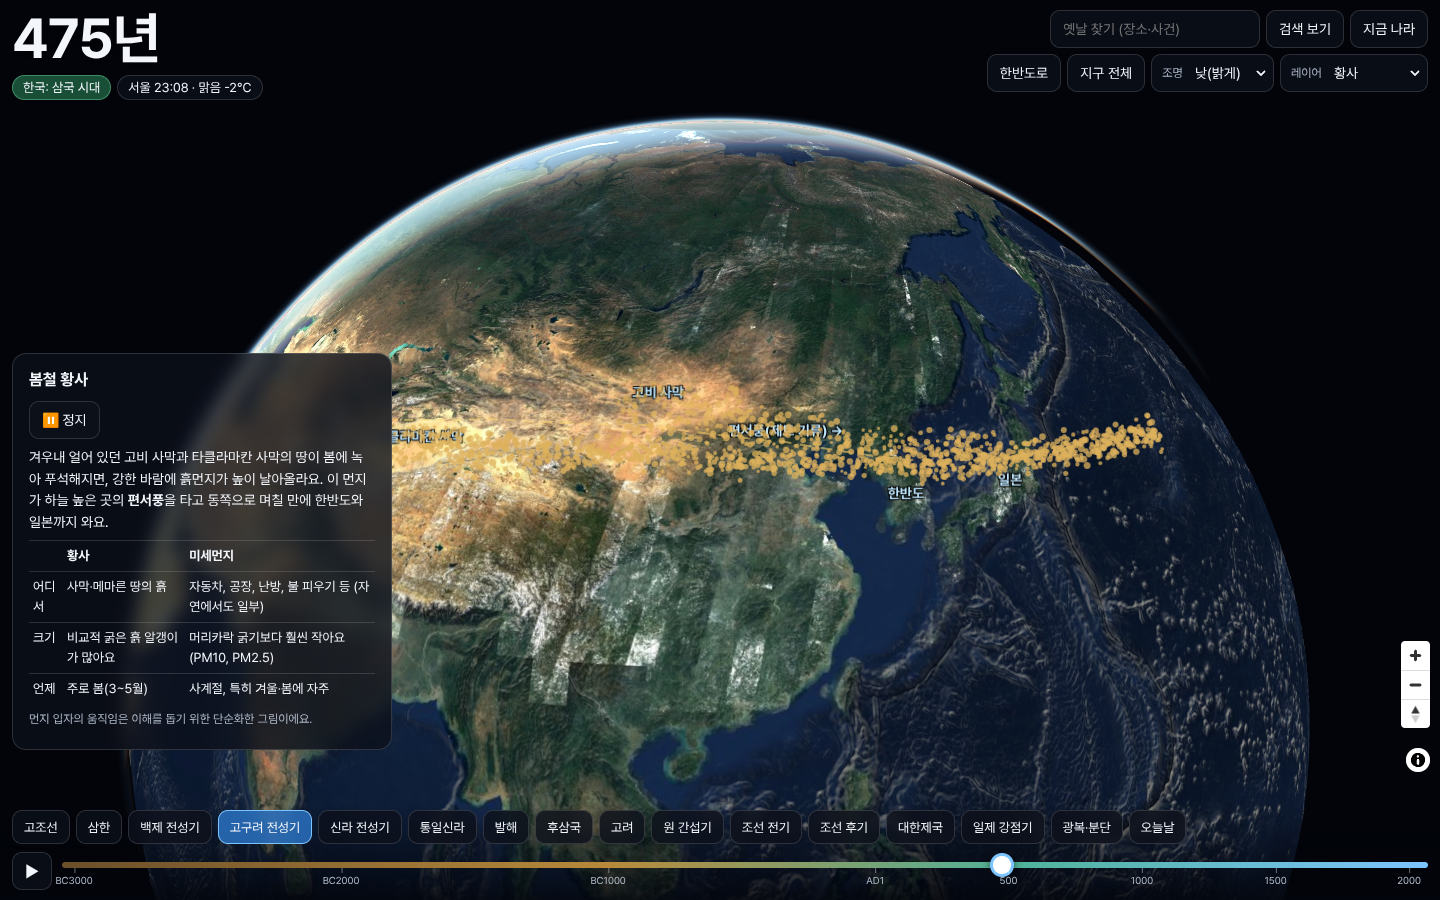 475년
한국: 삼국 시대
서울 23:08 · 맑음 -2°C
옛날 찾기 (장소·사건)
검색 보기
지금 나라
한반도로
지구 전체
조명 낮(밝게)
레이어 황사
고비 사막
편서풍(제트 기류) →
한반도
일본
봄철 황사
정지
겨우내 얼어 있던 고비 사막과 타클라마칸 사막의 땅이 봄에 녹
아 푸석해지면, 강한 바람에 흙먼지가 높이 날아올라요. 이 먼지
가 하늘 높은 곳의 편서풍을 타고 동쪽으로 며칠 만에 한반도와
일본까지 와요.
황사 미세먼지
어디 사막·메마른 땅의 흙 자동차, 공장, 난방, 불 피우기 등 (자
서 연에서도 일부)
크기 비교적 굵은 흙 알갱이 머리카락 굵기보다 훨씬 작아요
가 많아요 (PM10, PM2.5)
언제 주로 봄(3~5월) 사계절, 특히 겨울·봄에 자주
먼지 입자의 움직임은 이해를 돕기 위한 단순화한 그림이에요.
고조선
삼한
백제 전성기
고구려 전성기
신라 전성기
통일신라
발해
후삼국
고려
원 간섭기
조선 전기
조선 후기
대한제국
일제 강점기
광복·분단
오늘날
BC3000
BC2000
BC1000
AD1
500
1000
1500
2000